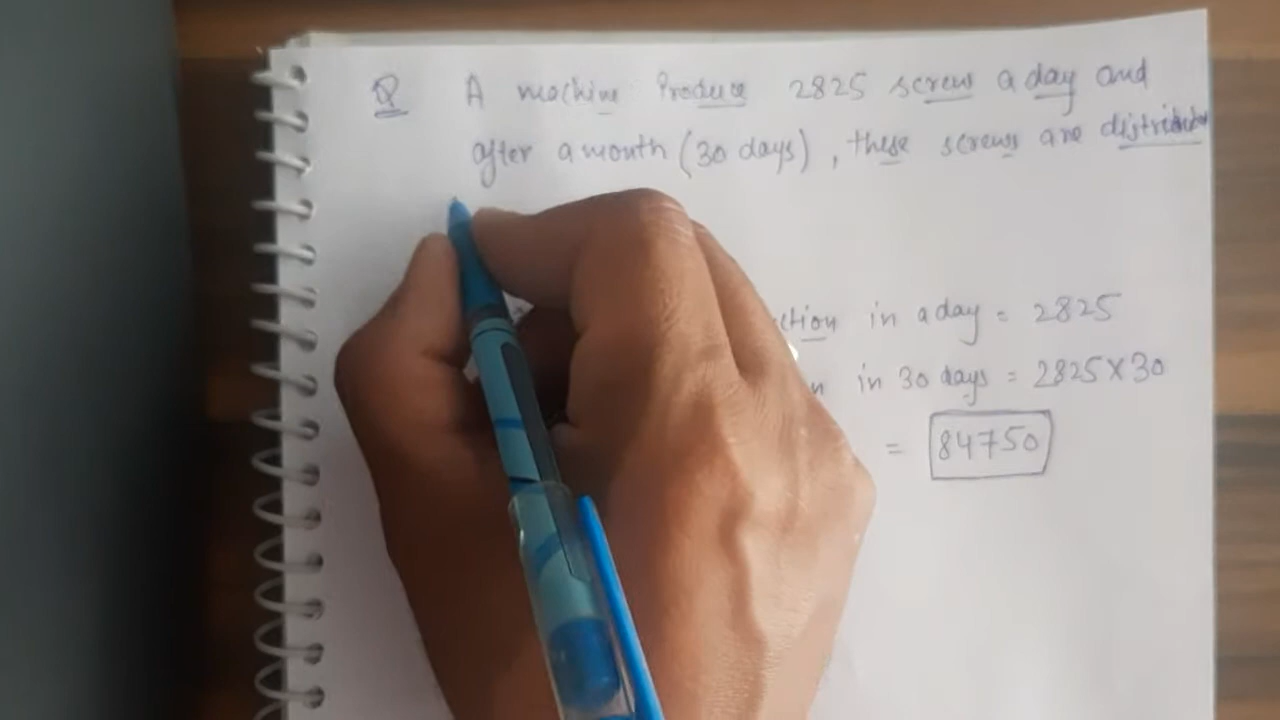 Q A machine Produce 2825 screw a day and
after a month (30 days), these screws are
ction in a day = 2825
n in 30 days = 2825×30
= 84750